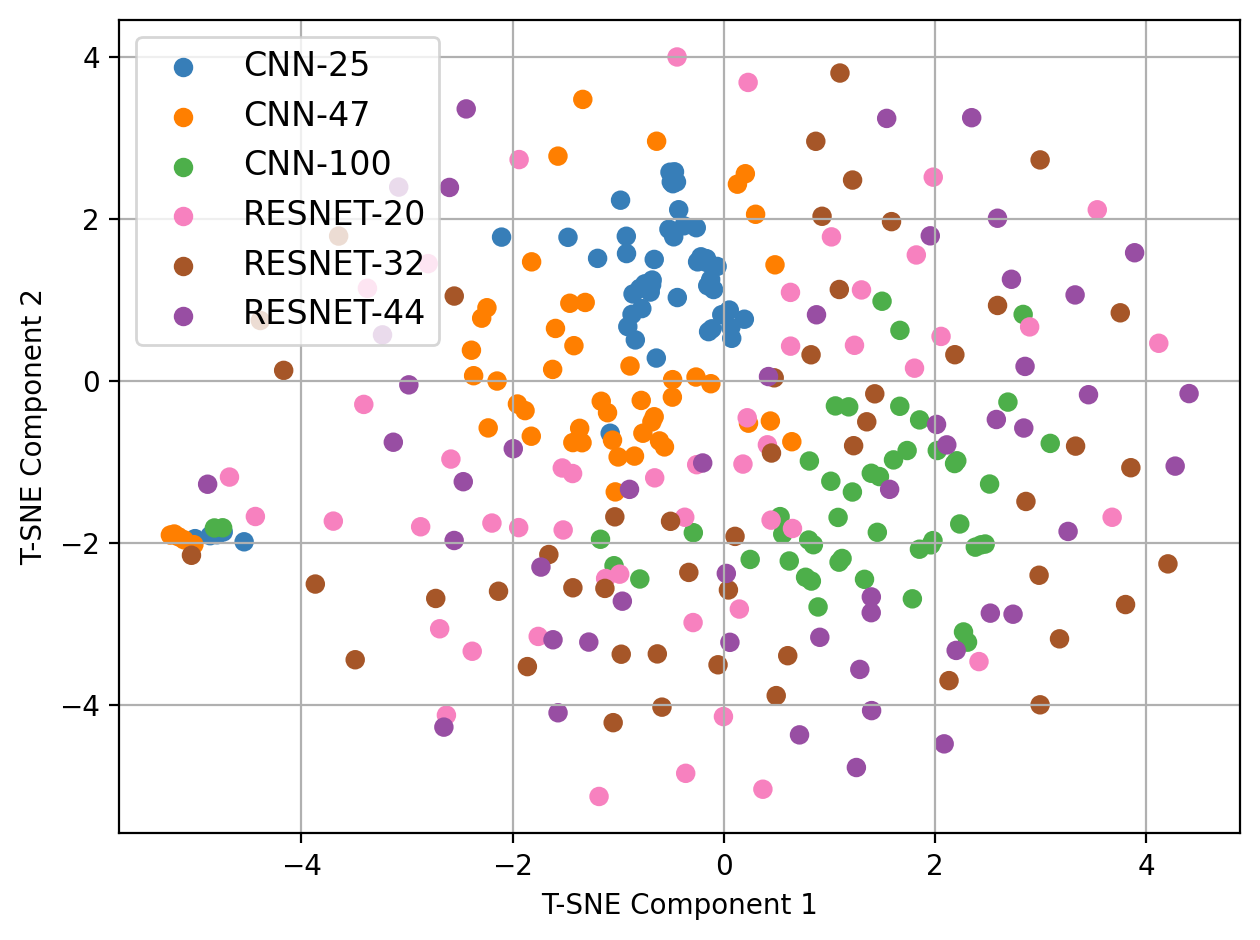 CNN-25
CNN-47
CNN-100
RESNET-20
RESNET-32
RESNET-44
4
2
0
−2
−4
T-SNE Component 2
−4
−2
0
2
4
T-SNE Component 1